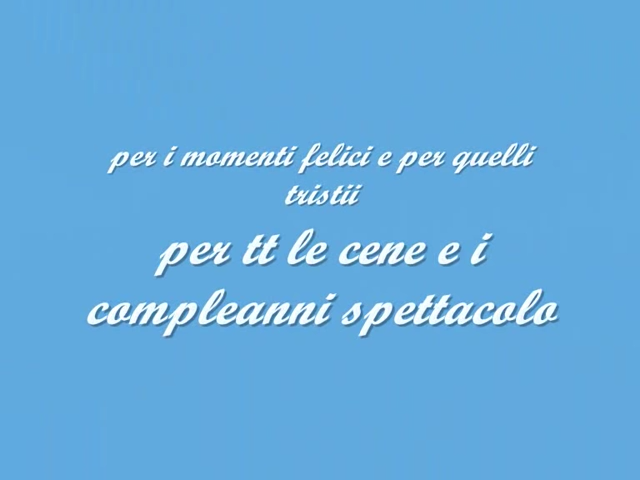 per i momenti felici e per quelli
tristii
per tt le cene e i
compleanni spettacolo